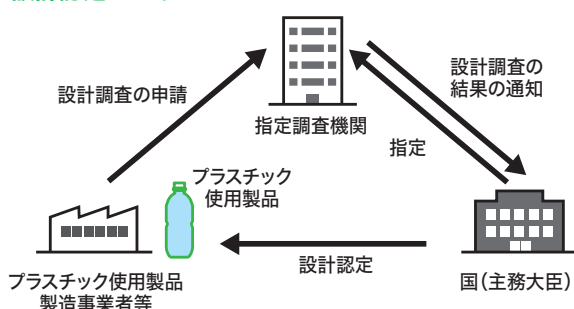 設計調査の申請
指定調査機関
設計調査の
結果の通知
指定
プラスチック
使用製品
設計認定
プラスチック使用製品
製造事業者等
国(主務大臣)